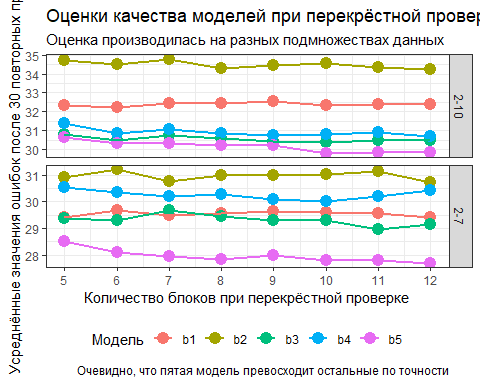 Оценки качества моделей при перекрёстной провер
Оценка производилась на разных подмножествах данных
Усреднённые значения ошибок после 30 повторных пр
35
34
33
32
31
30
2-10
31
30
29
28
2-7
5 6 7 8 9 10 11 12
Количество блоков при перекрёстной проверке
Модель b1 b2 b3 b4 b5
Очевидно, что пятая модель превосходит остальные по точности